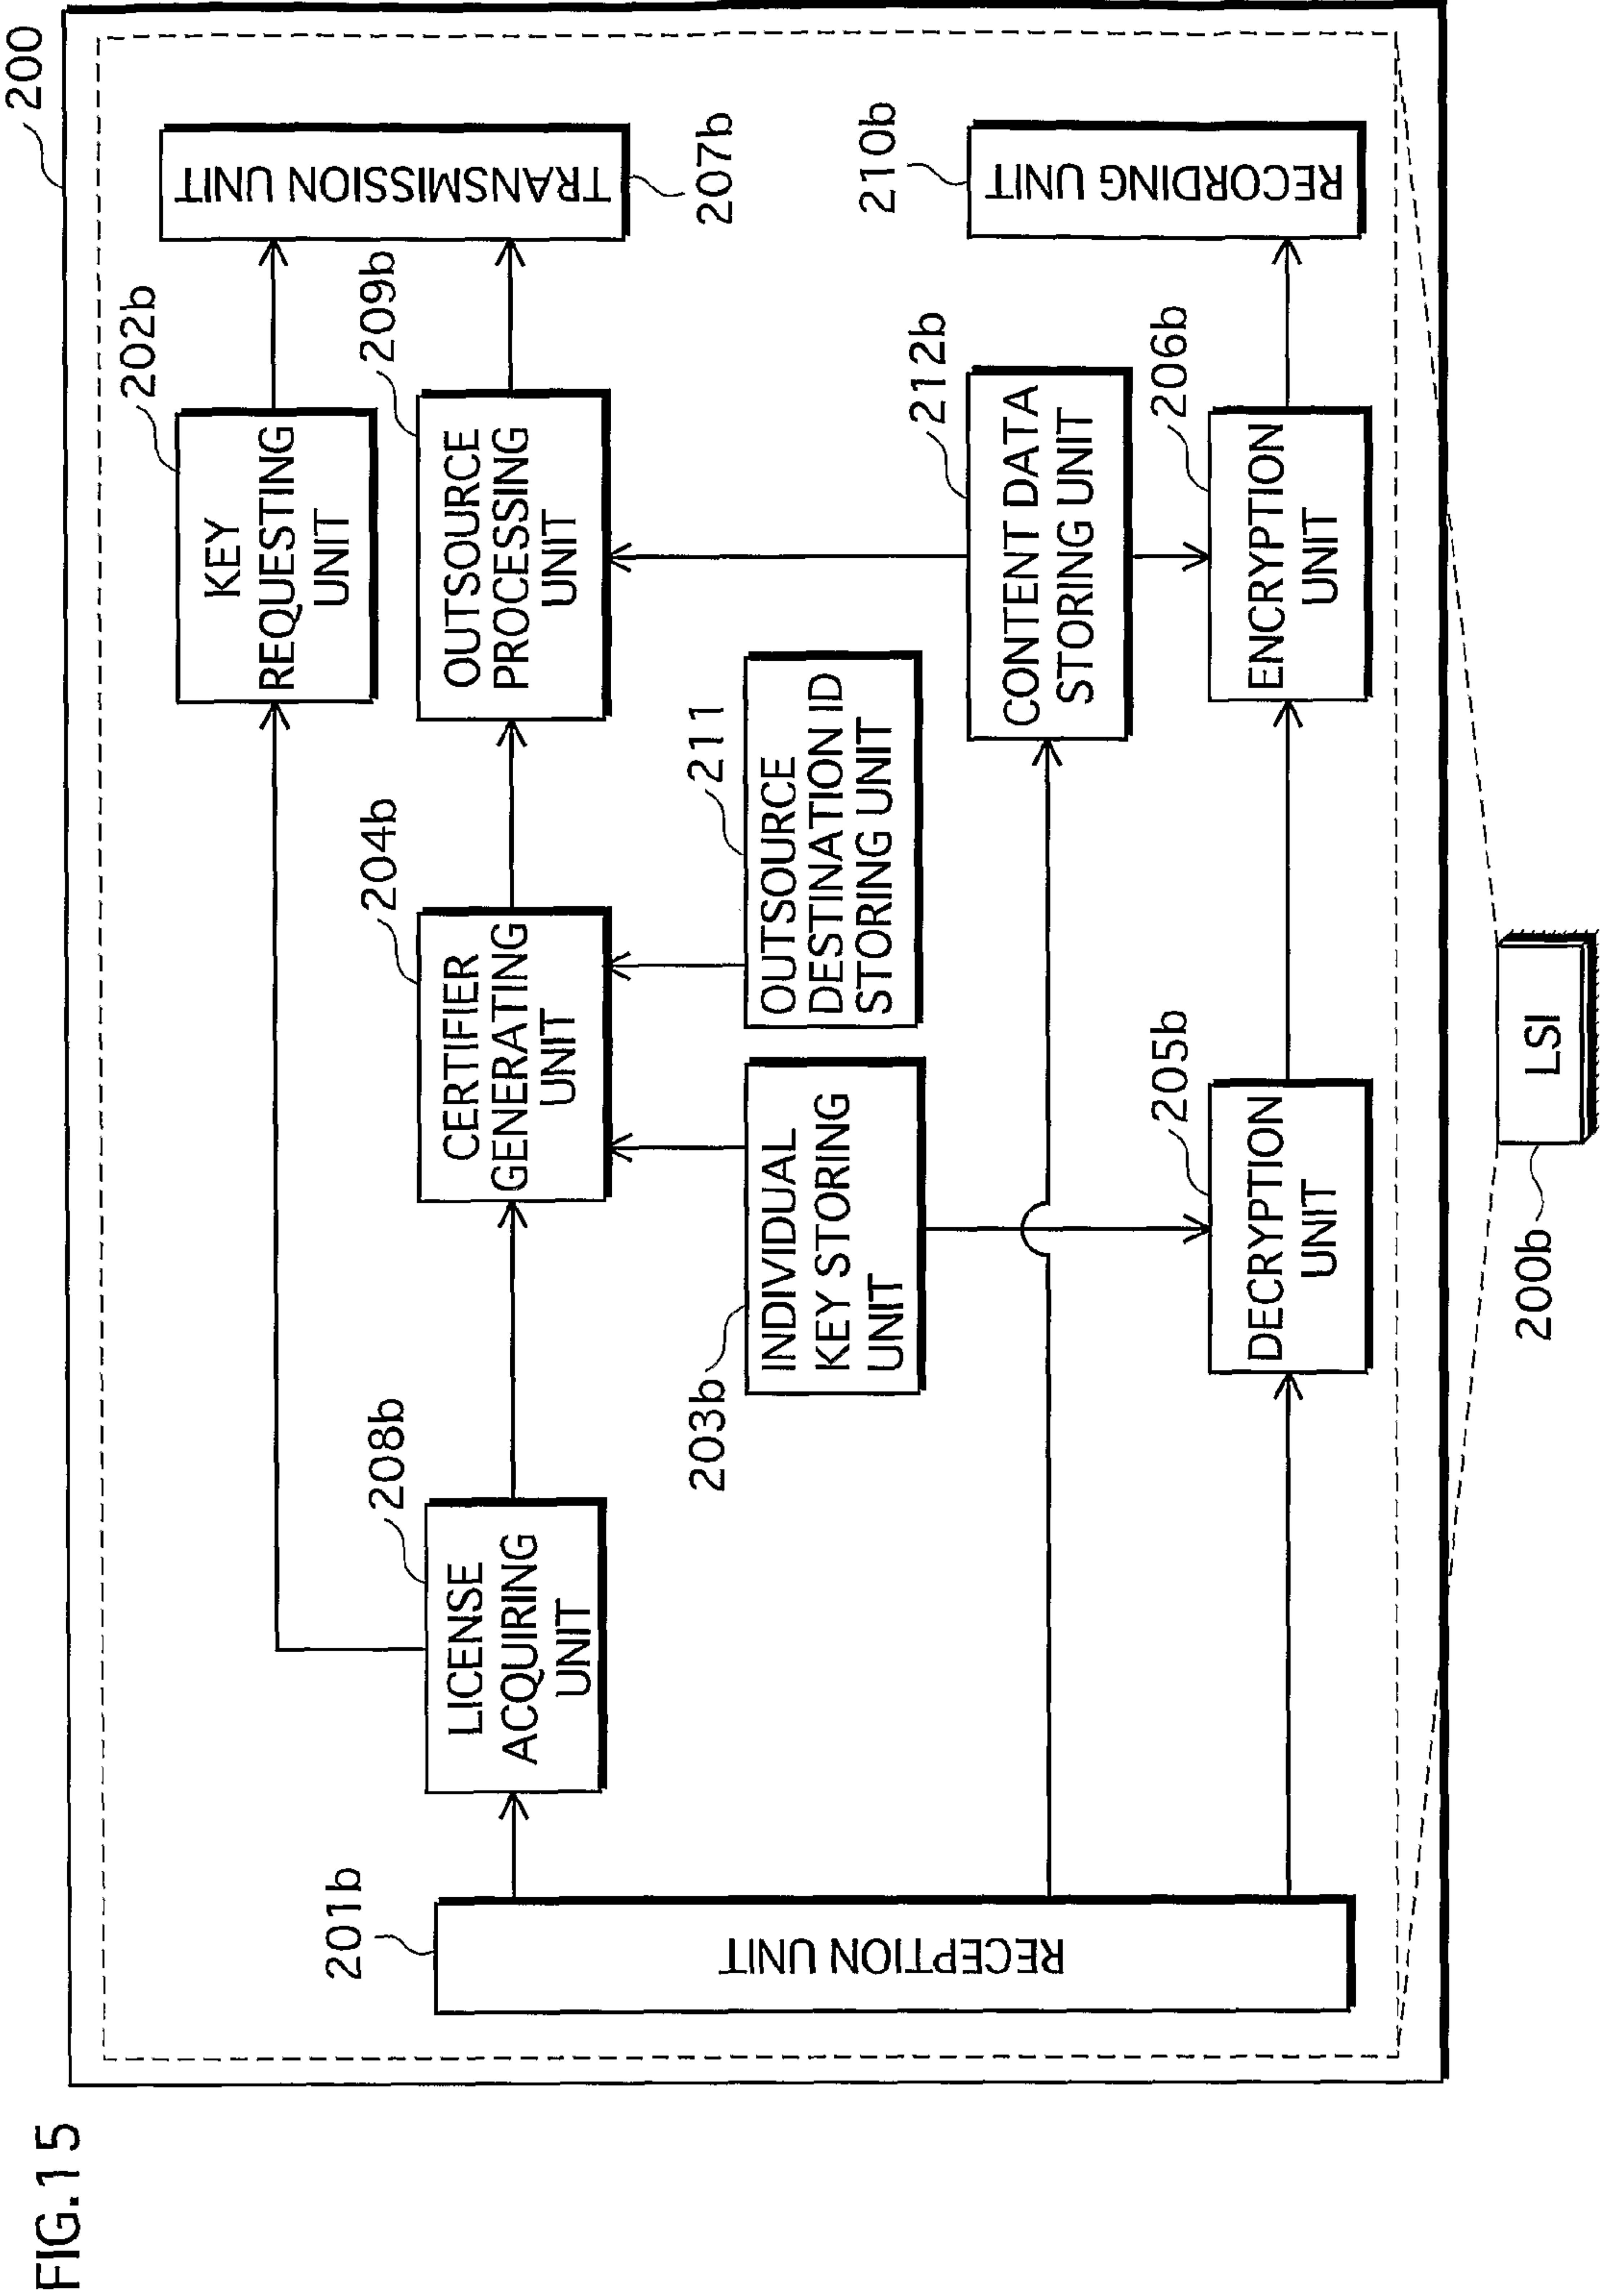 FIG.15
200
202b
KEY
REQUESTING
UNIT
TRANSMISSION UNIT
207b
201b
RECEPTION UNIT
208b
LICENSE
ACQUIRING
UNIT
204b
CERTIFIER
GENERATING
UNIT
209b
OUTSOURCE
PROCESSING
UNIT
203b
INDIVIDUAL
KEY STORING
UNIT
211
OUTSOURCE
DESTINATION ID
STORING UNIT
212b
CONTENT DATA
STORING UNIT
210b
RECORDING UNIT
205b
DECRYPTION
UNIT
206b
ENCRYPTION
UNIT
200b
LSI